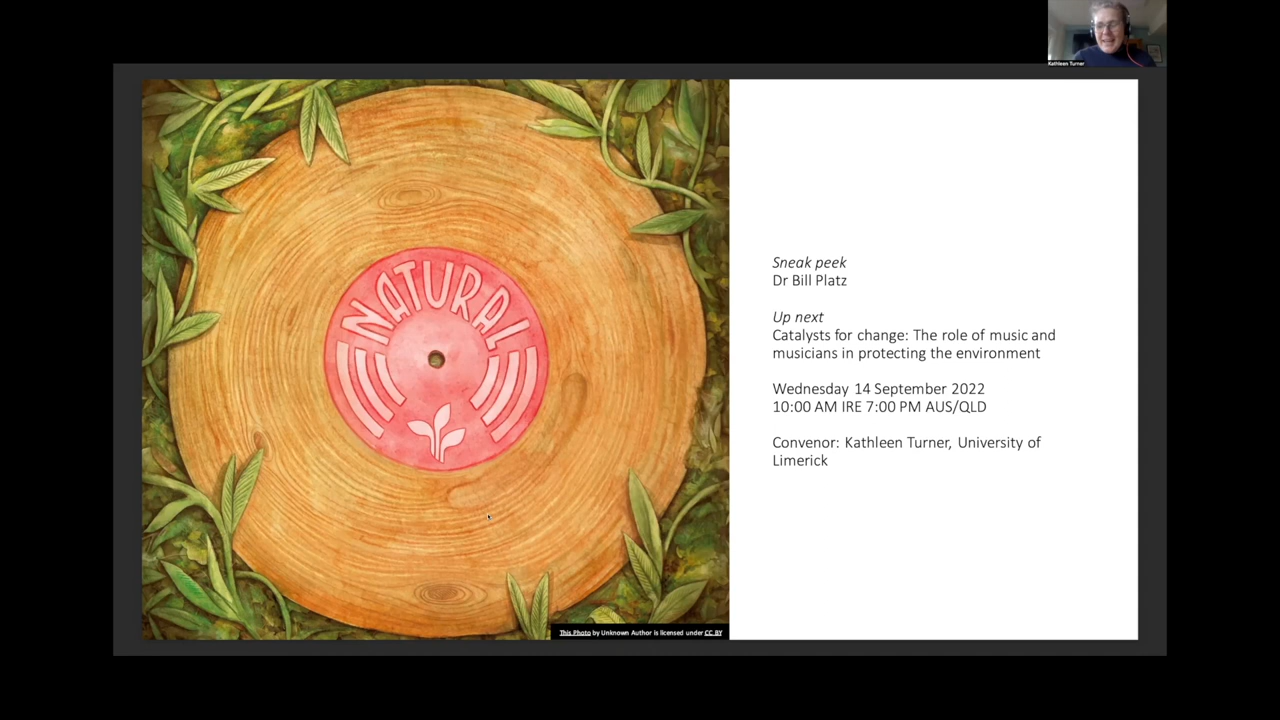 Kathleen Turner
NATURAL
Sneak peek
Dr Bill Platz
Up next
Catalysts for change: The role of music and
musicians in protecting the environment
Wednesday 14 September 2022
10:00 AM IRE 7:00 PM AUS/QLD
Convenor: Kathleen Turner, University of
Limerick
This Photo by Unknown Author is licensed under CC BY